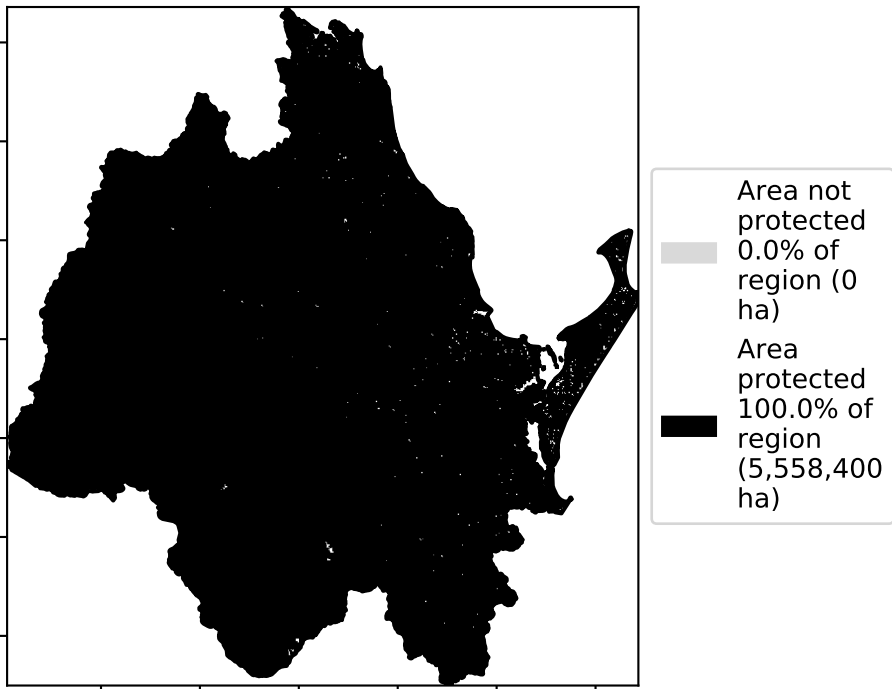 Area not
protected
0.0% of
region (0
ha)
Area
protected
100.0% of
region
(5,558,400
ha)